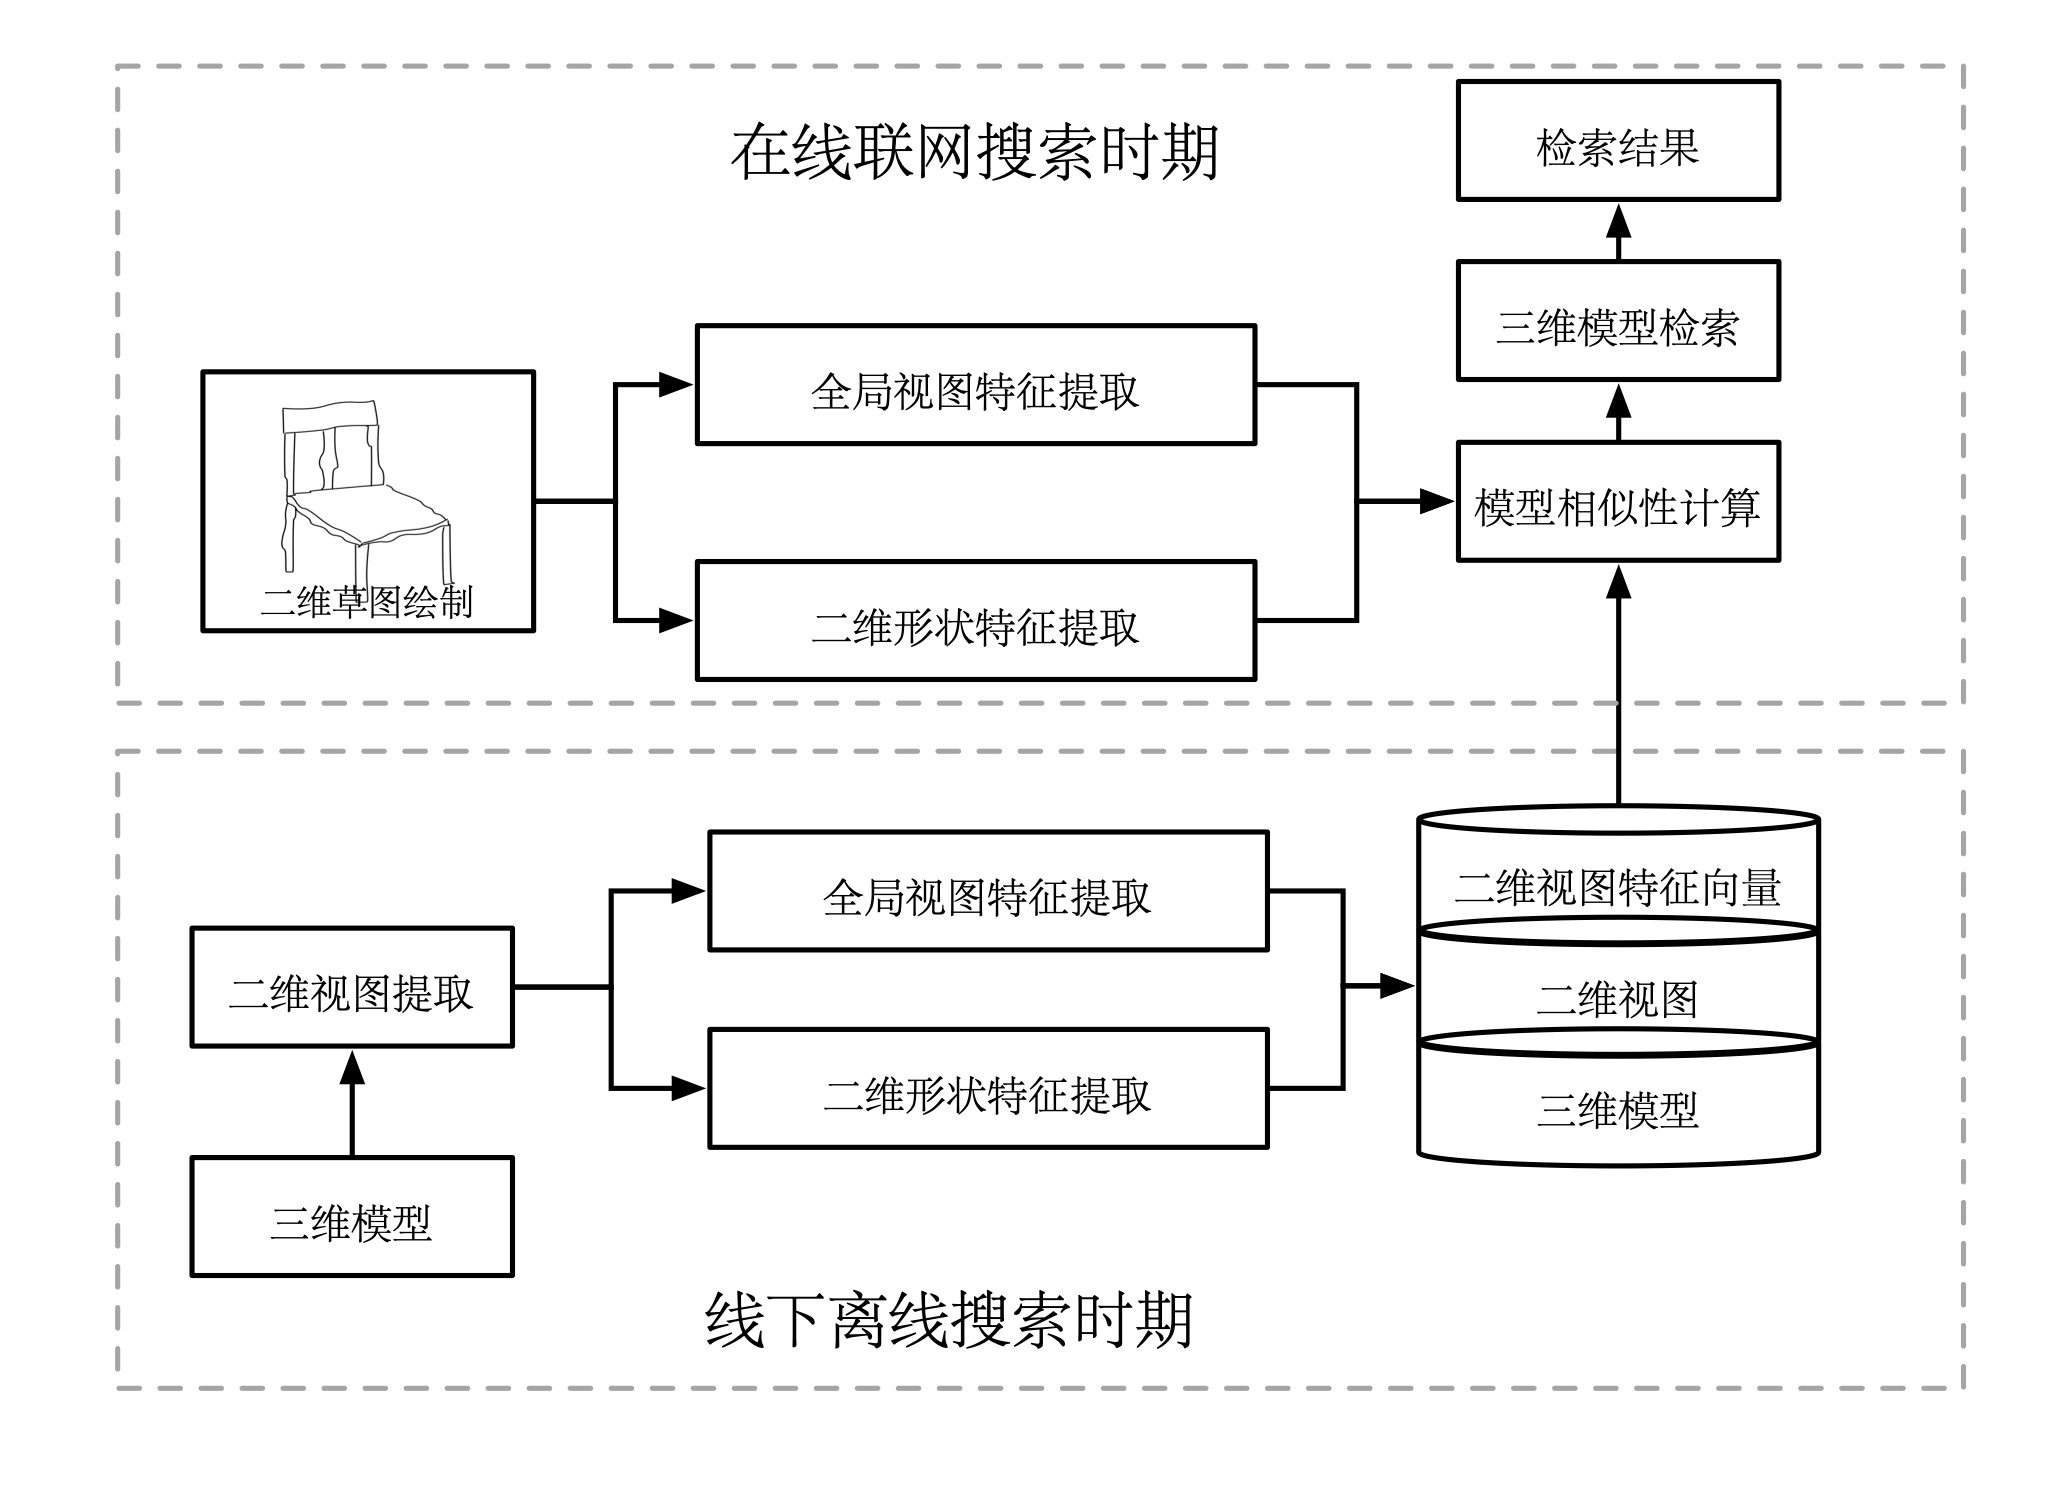 在线联网搜索时期
检索结果
三维模型检索
全局视图特征提取
模型相似性计算
二维草图绘制
二维形状特征提取
全局视图特征提取
二维视图特征向量
二维视图提取
二维视图
二维形状特征提取
三维模型
三维模型
线下离线搜索时期